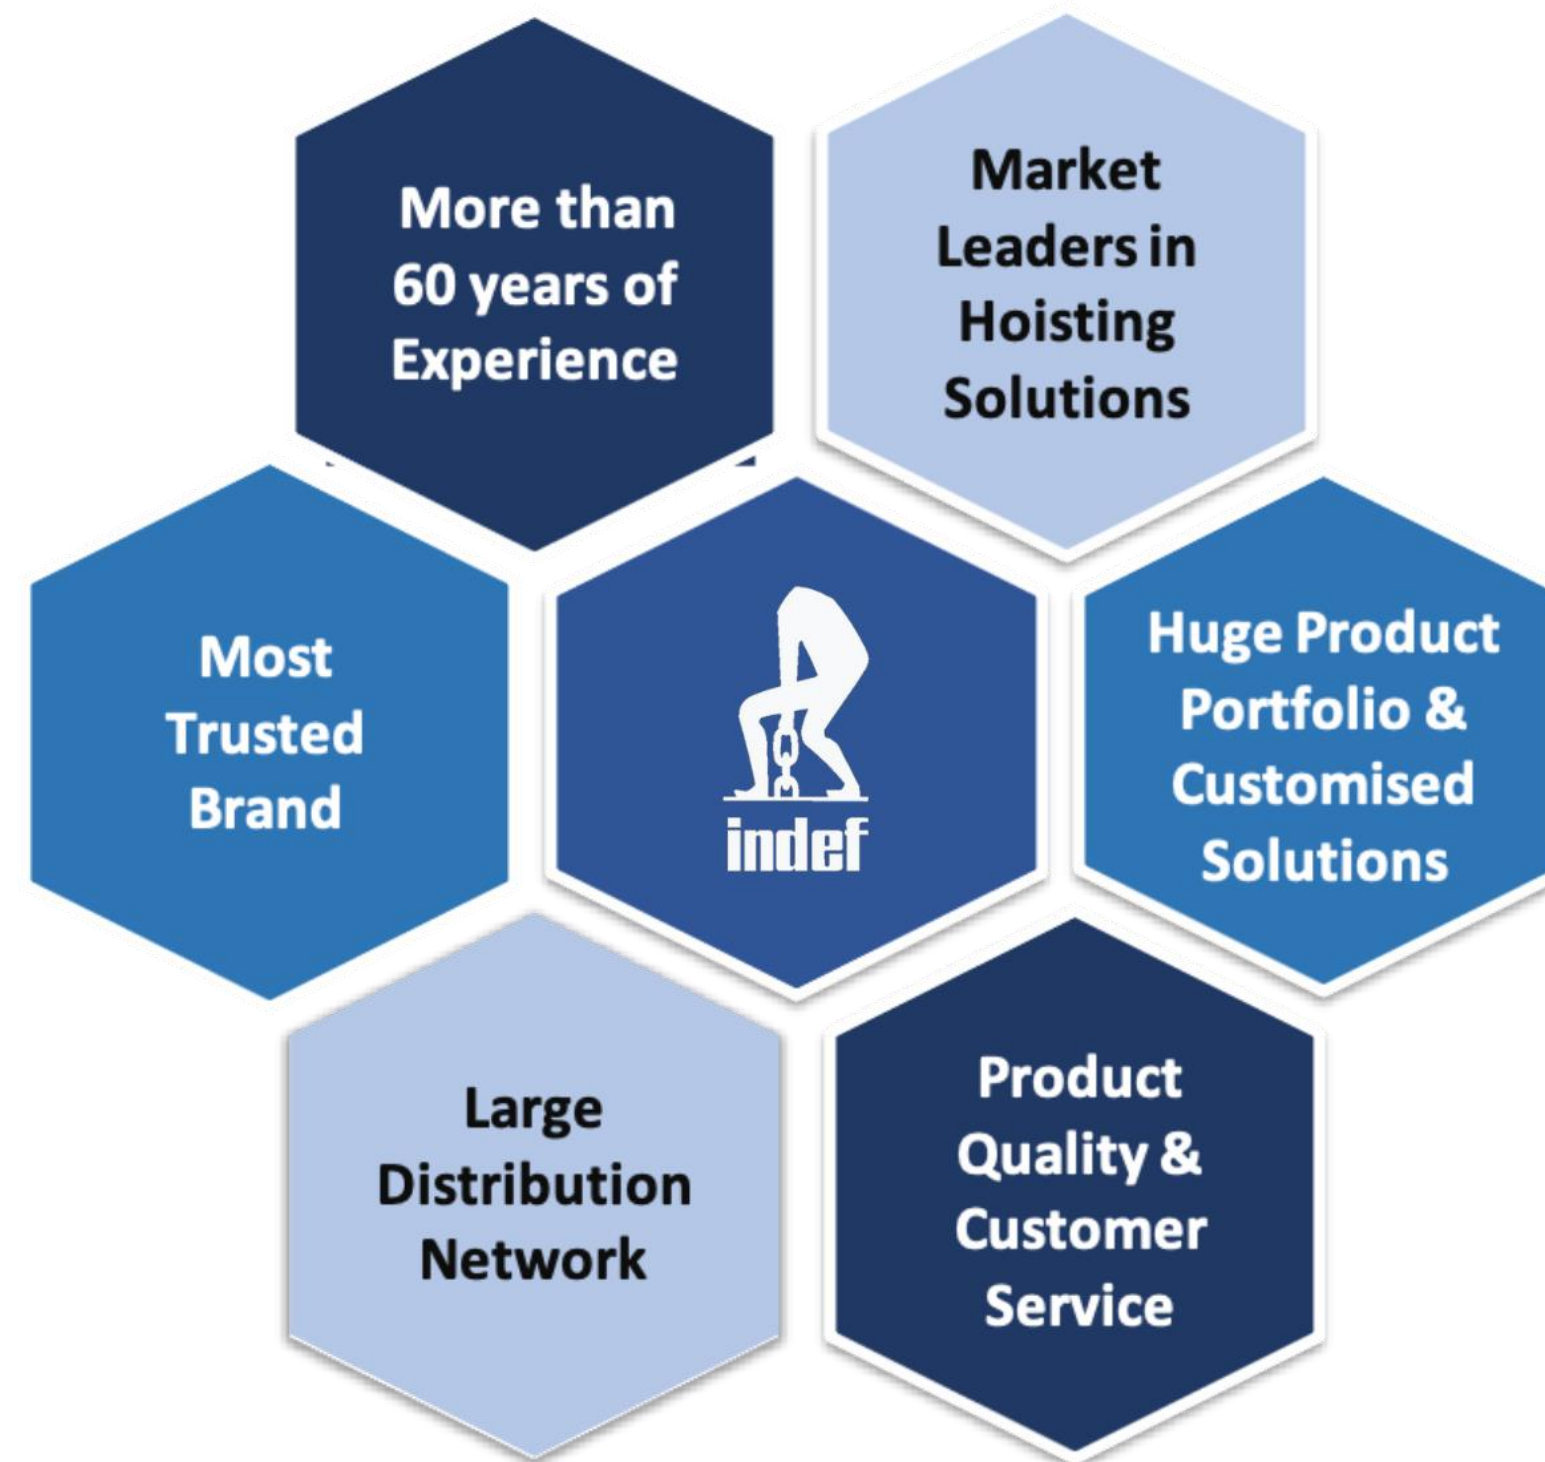 More than
60 years of
Experience
Market
Leaders in
Hoisting
Solutions
Most
Trusted
Brand
indef
Huge Product
Portfolio &
Customised
Solutions
Large
Distribution
Network
Product
Quality &
Customer
Service